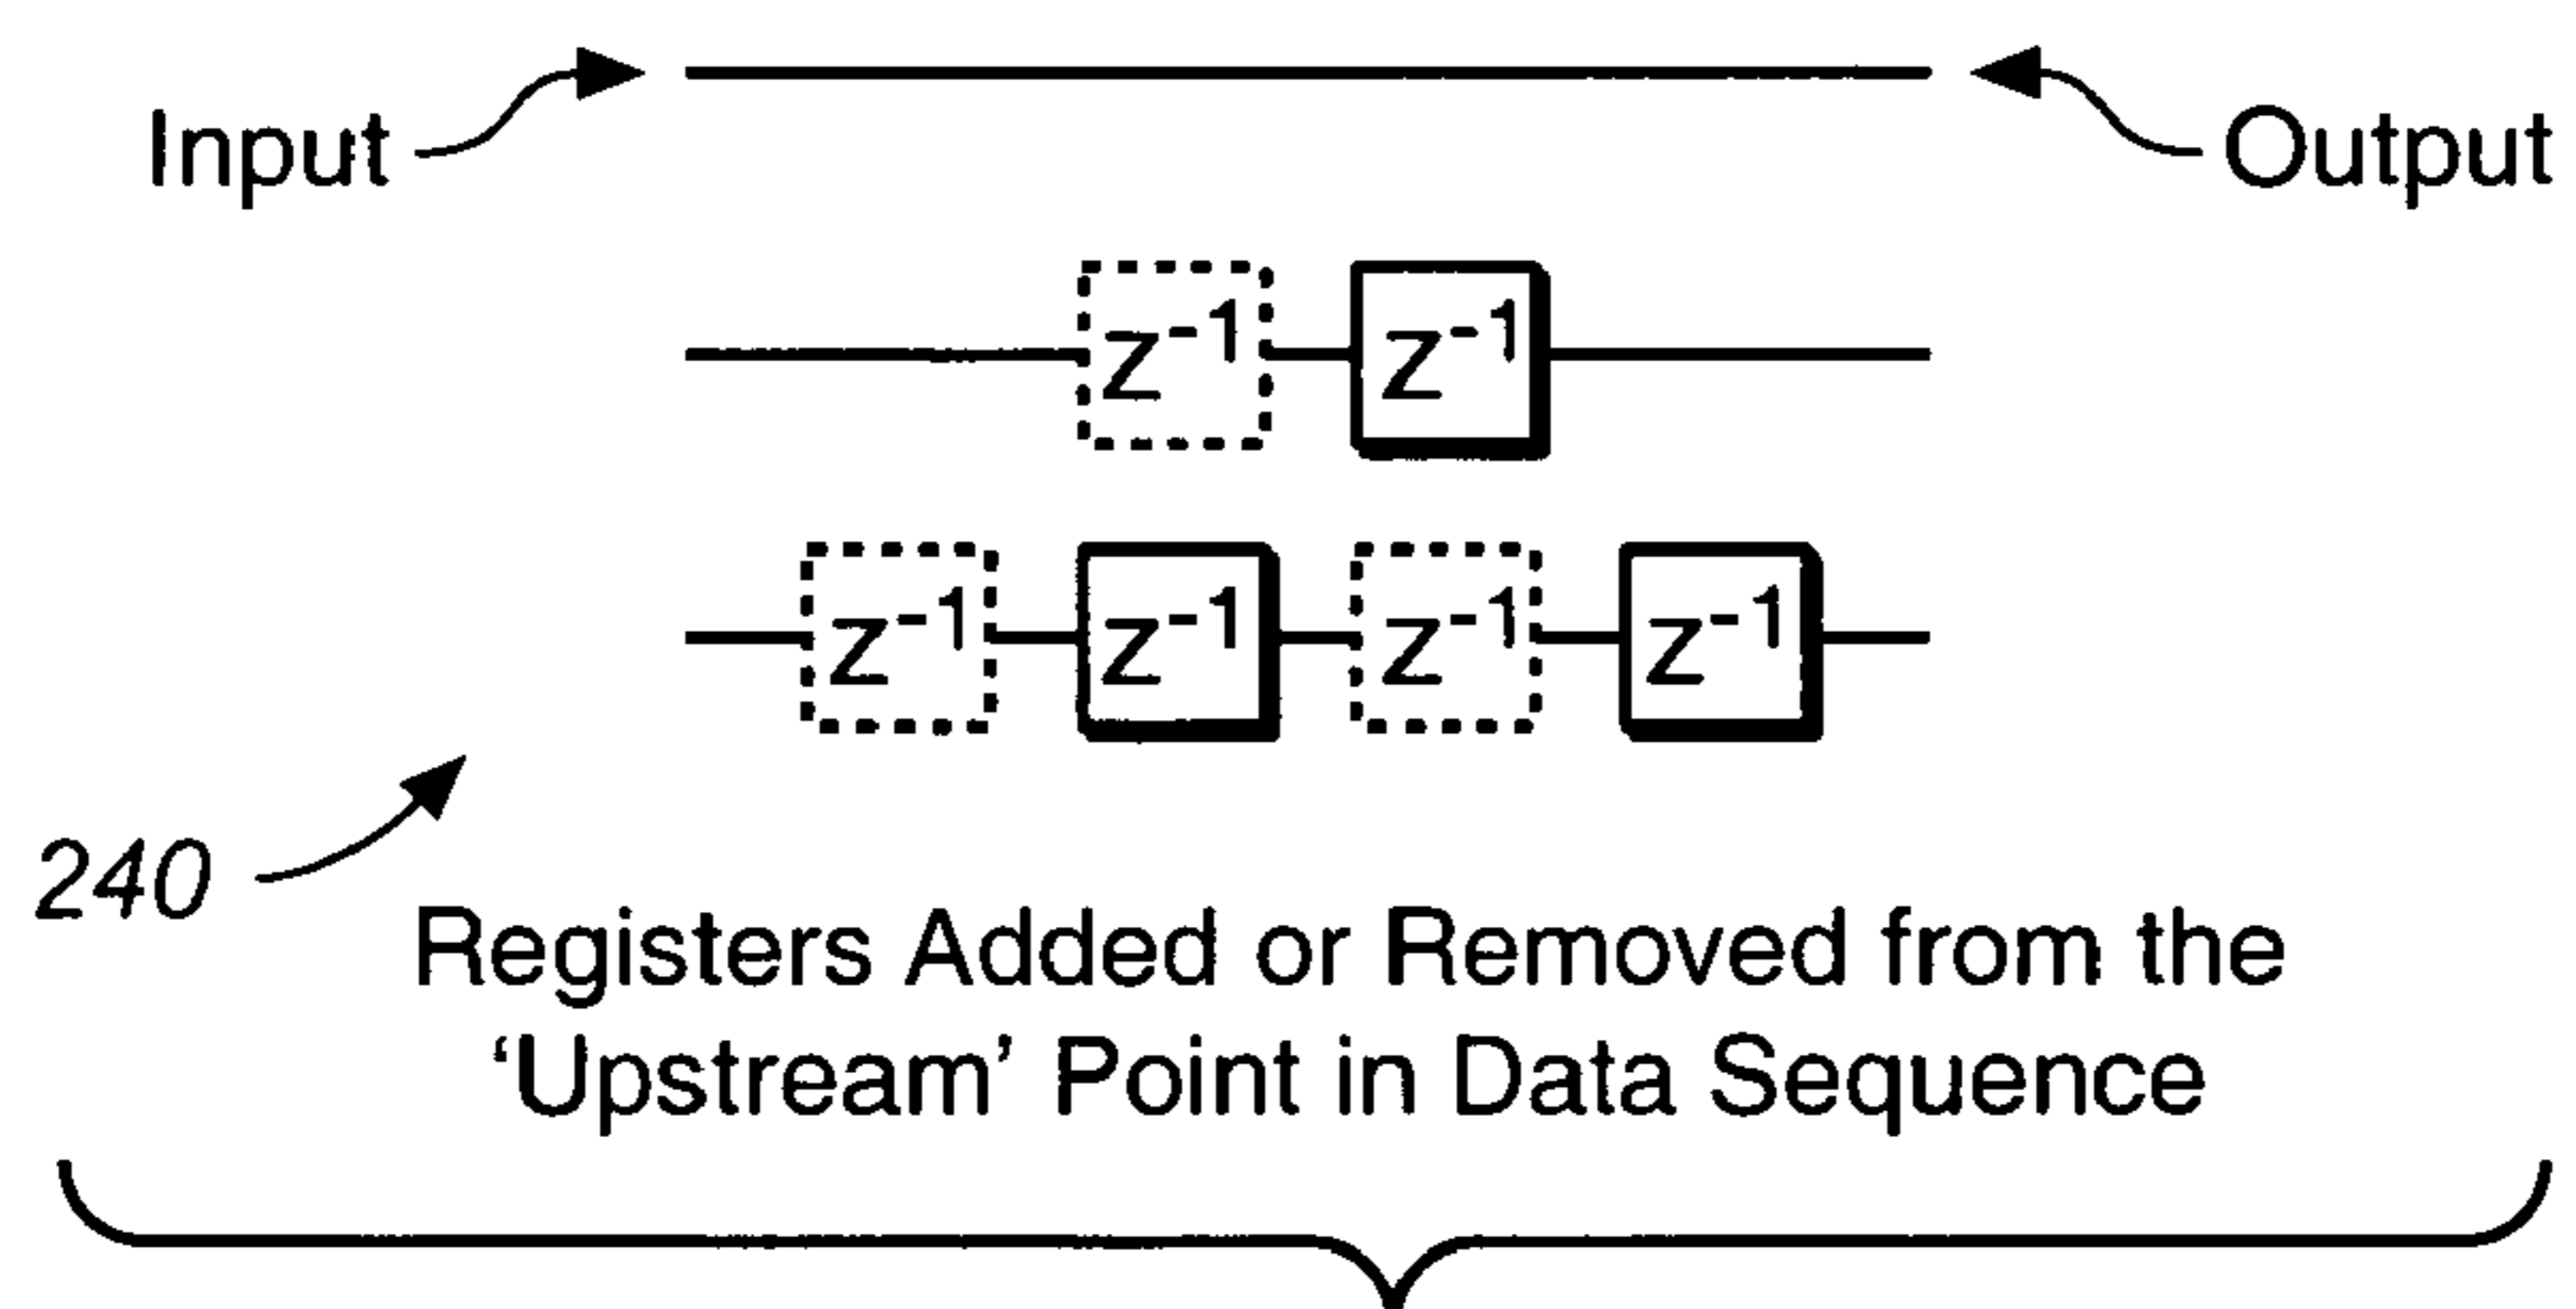 Input
Output
z⁻¹ z⁻¹
z⁻¹ z⁻¹ z⁻¹ z⁻¹
240
Registers Added or Removed from the
‘Upstream’ Point in Data Sequence